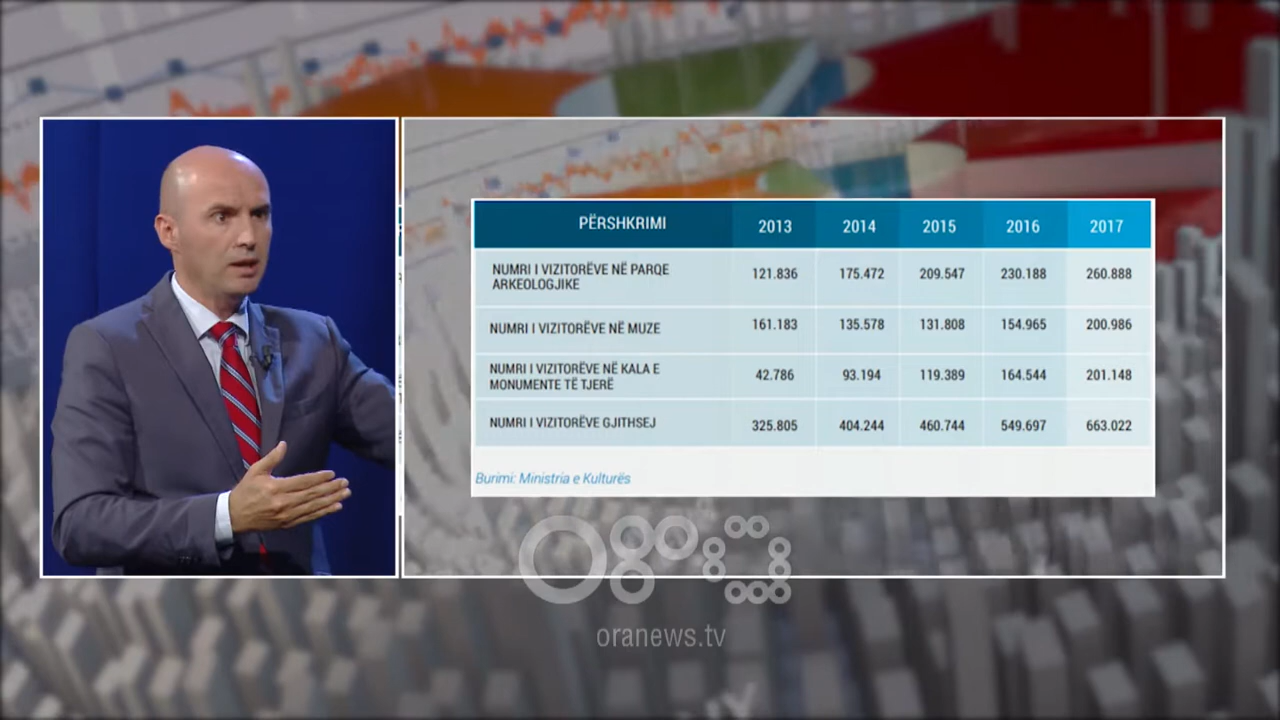 PËRSHKRIMI 2013 2014 2015 2016 2017
NUMRI I VIZITORËVE NË PARQE
ARKEOLOGJIKE 121.836 175.472 209.547 230.188 260.888
NUMRI I VIZITORËVE NË MUZE 161.183 135.578 131.808 154.965 200.986
NUMRI I VIZITORËVE NË KALA E
MONUMENTE TË TJERË 42.786 93.194 119.389 164.544 201.148
NUMRI I VIZITORËVE GJITHSEJ 325.805 404.244 460.744 549.697 663.022
Burimi: Ministria e Kulturës
oranews.tv